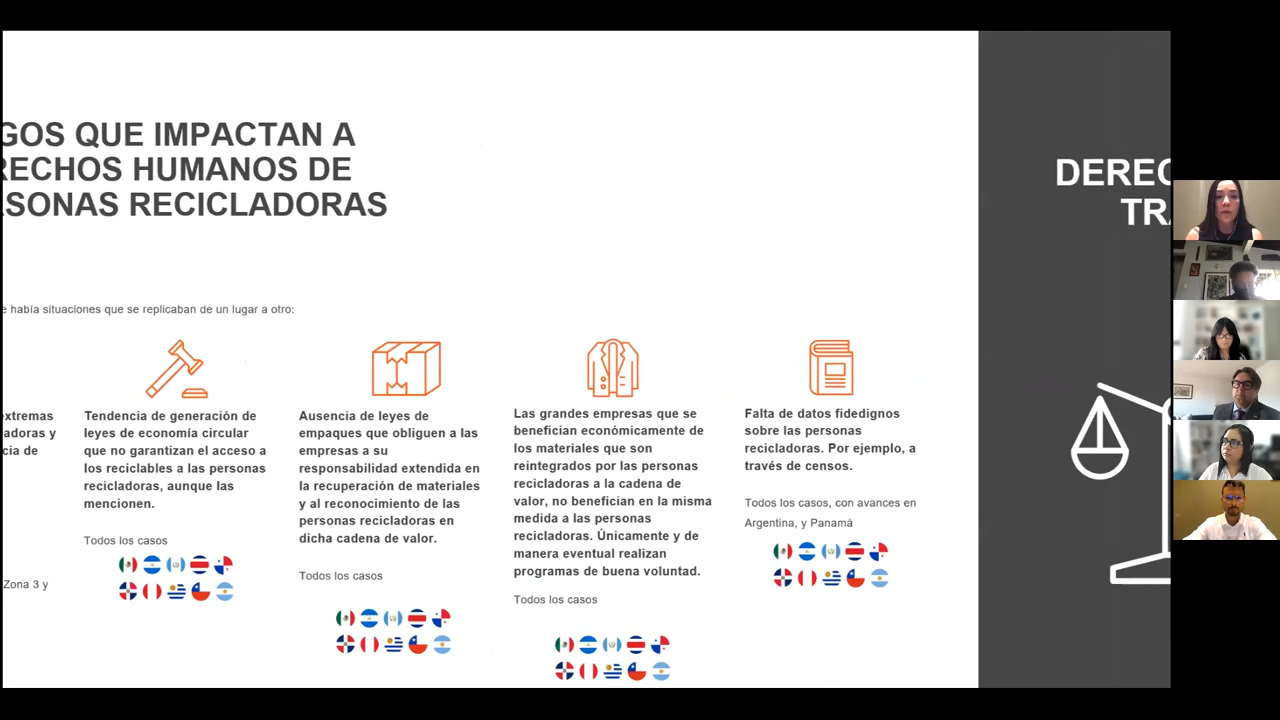 GOS QUE IMPACTAN A
RECHOS HUMANOS DE
SONAS RECICLADORAS
DEREC
TRA
e había situaciones que se replicaban de un lugar a otro:
extremas
adoras y
cia de
Zona 3 y
Tendencia de generación de
leyes de economía circular
que no garantizan el acceso a
los reciclables a las personas
recicladoras, aunque las
mencionen.
Todos los casos
Ausencia de leyes de
empaques que obliguen a las
empresas a su
responsabilidad extendida en
la recuperación de materiales
y al reconocimiento de las
personas recicladoras en
dicha cadena de valor.
Todos los casos
Las grandes empresas que se
benefician económicamente de
los materiales que son
reintegrados por las personas
recicladoras a la cadena de
valor, no benefician en la misma
medida a las personas
recicladoras. Únicamente y de
manera eventual realizan
programas de buena voluntad.
Todos los casos
Falta de datos fidedignos
sobre las personas
recicladoras. Por ejemplo, a
través de censos.
Todos los casos, con avances en
Argentina, y Panamá